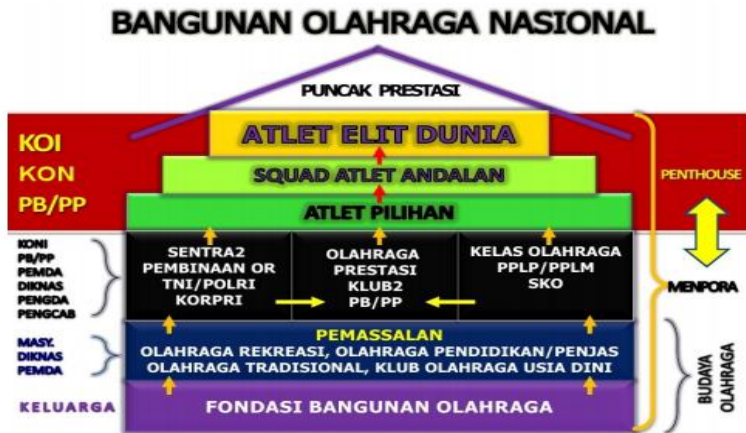 BANGUNAN OLAHRAGA NASIONAL
PUNCAK PRESTASI
KOI
KON
PB/PP
ATLET ELIT DUNIA
SQUAD ATLET ANDALAN
ATLET PILIHAN
PENTHOUSE
KONI
PB/PP
PEMDA
DIKNAS
PENGDA
PENGCAB
SENTRA2
PEMBINAAN OR
TNI/POLRI
KORPRI
OLAHRAGA
PRESTASI
KLUB2
PB/PP
KELAS OLAHRAGA
PPLP/PPLM
SKO
MENPORA
MASY.
DIKNAS
PEMDA
PEMASSALAN
OLAHRAGA REKREASI, OLAHRAGA PENDIDIKAN/PENJAS
OLAHRAGA TRADISIONAL, KLUB OLAHRAGA USIA DINI
BUDAYA
OLAHRAGA
KELUARGA
FONDASI BANGUNAN OLAHRAGA